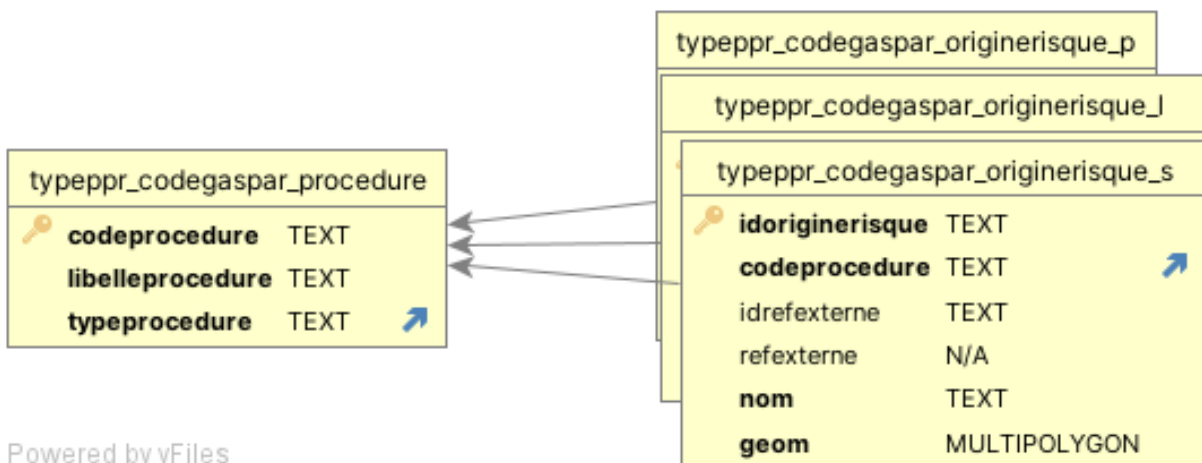 typeppr_codegaspar_originerisque_p
typeppr_codegaspar_originerisque_l
typeppr_codegaspar_originerisque_s
typeppr_codegaspar_procedure
codeprocedure TEXT
libelleprocedure TEXT
typeprocedure TEXT
idoriginerisque TEXT
codeprocedure TEXT
idrefexterne TEXT
refexterne N/A
nom TEXT
geom MULTIPOLYGON
Powered by yFiles